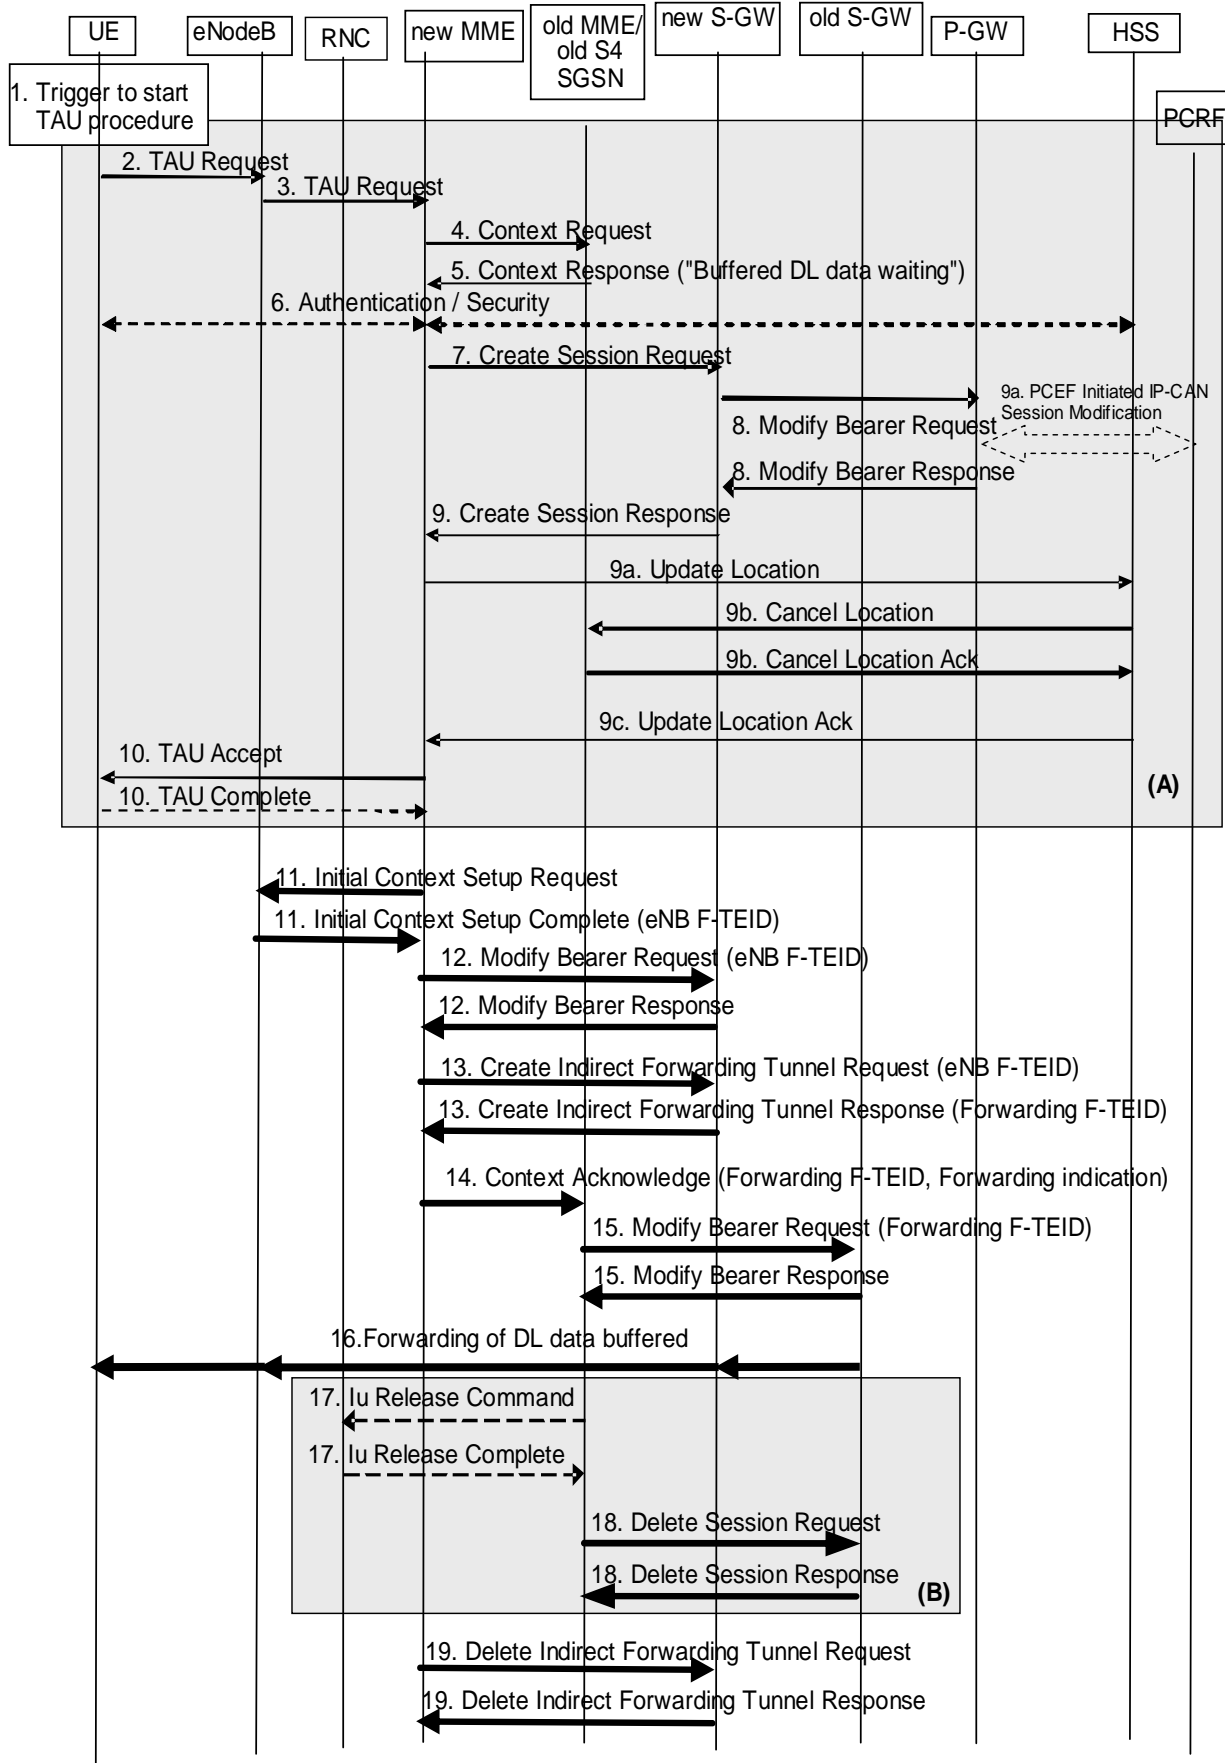 UE
eNodeB
RNC
new MME
old MME/
old S4
SGSN
new S-GW
old S-GW
P-GW
HSS
PCRF
1. Trigger to start
TAU procedure
2. TAU Request
3. TAU Request
4. Context Request
5. Context Response ("Buffered DL data waiting")
6. Authentication / Security
7. Create Session Request
9a. PCEF Initiated IP-CAN
Session Modification
8. Modify Bearer Request
8. Modify Bearer Response
9. Create Session Response
9a. Update Location
9b. Cancel Location
9b. Cancel Location Ack
9c. Update Location Ack
10. TAU Accept
10. TAU Complete
(A)
11. Initial Context Setup Request
11. Initial Context Setup Complete (eNB F-TEID)
12. Modify Bearer Request (eNB F-TEID)
12. Modify Bearer Response
13. Create Indirect Forwarding Tunnel Request (eNB F-TEID)
13. Create Indirect Forwarding Tunnel Response (Forwarding F-TEID)
14. Context Acknowledge (Forwarding F-TEID, Forwarding indication)
15. Modify Bearer Request (Forwarding F-TEID)
15. Modify Bearer Response
16.Forwarding of DL data buffered
17. Iu Release Command
17. Iu Release Complete
18. Delete Session Request
18. Delete Session Response
(B)
19. Delete Indirect Forwarding Tunnel Request
19. Delete Indirect Forwarding Tunnel Response